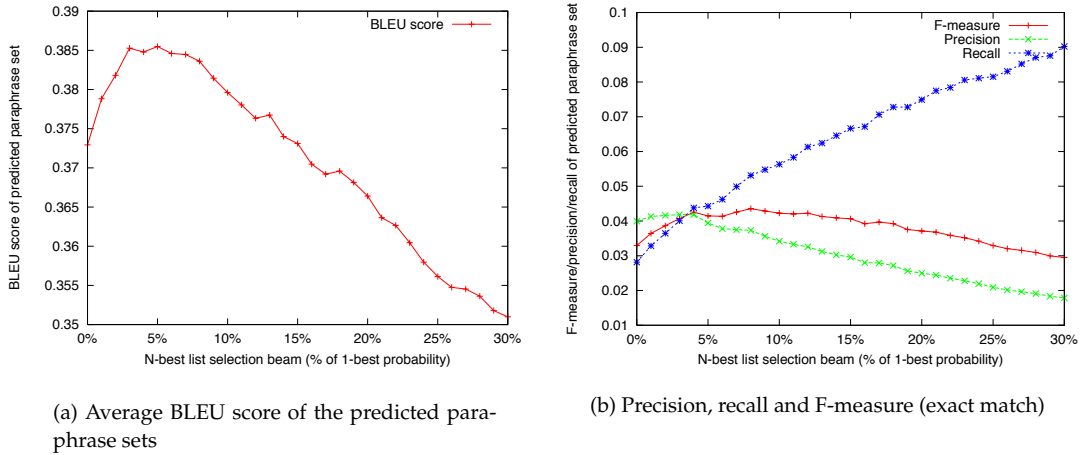 0.39
0.385
0.38
0.375
0.37
0.365
0.36
0.355
0.35
BLEU score of predicted paraphrase set
BLEU score
0% 5% 10% 15% 20% 25% 30%
N-best list selection beam (% of 1-best probability)
(a) Average BLEU score of the predicted para-
phrase sets
0.1
0.09
0.08
0.07
0.06
0.05
0.04
0.03
0.02
0.01
F-measure/precision/recall of predicted paraphrase set
F-measure
Precision
Recall
0% 5% 10% 15% 20% 25% 30%
N-best list selection beam (% of 1-best probability)
(b) Precision, recall and F-measure (exact match)